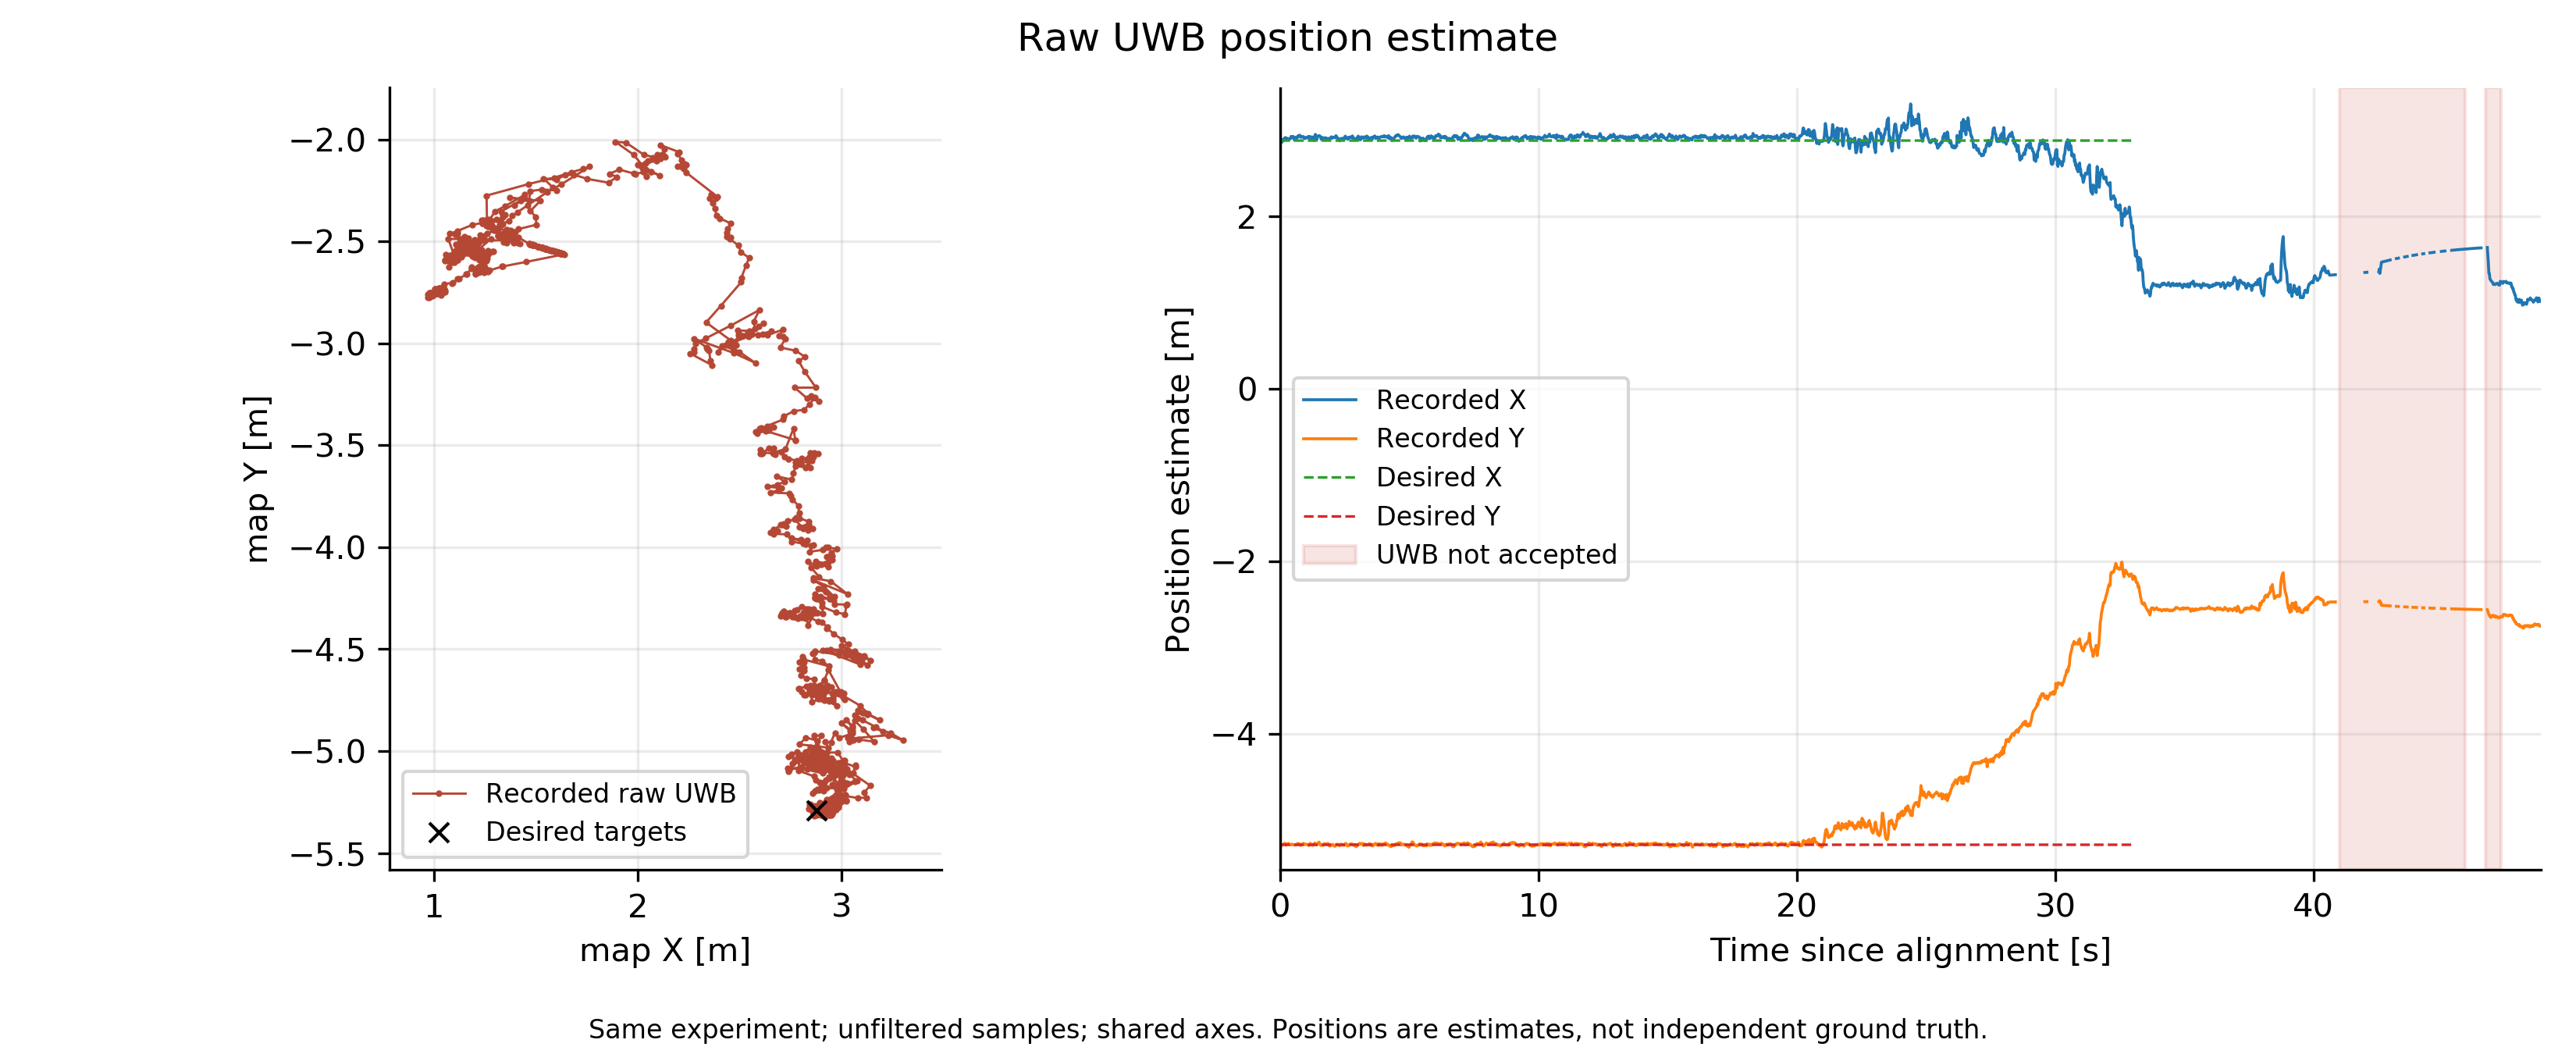 Raw UWB position estimate
−2.0
−2.5
−3.0
−3.5
−4.0
−4.5
−5.0
−5.5
map Y [m]
1
2
3
map X [m]
Recorded raw UWB
Desired targets
2
0
−2
−4
Position estimate [m]
0
10
20
30
40
Time since alignment [s]
Recorded X
Recorded Y
Desired X
Desired Y
UWB not accepted
Same experiment; unfiltered samples; shared axes. Positions are estimates, not independent ground truth.